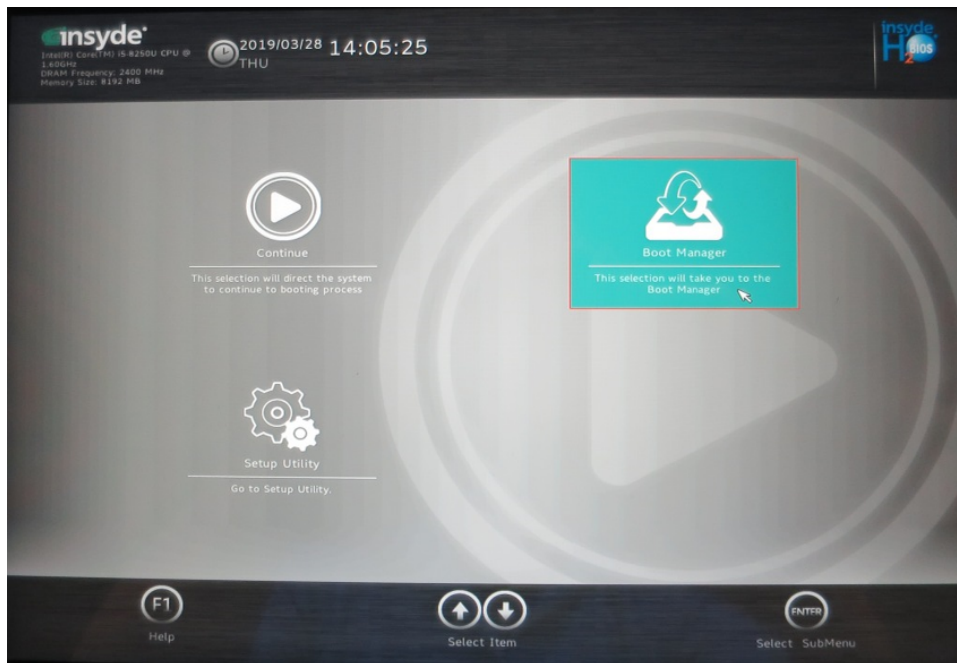 insyde
Intel(R) Core(TM) i5-8250U CPU @
1.60GHz
DRAM Frequency: 2400 MHz
Memory Size: 8192 MB
2019/03/28 14:05:25
THU
insyde
H2O BIOS
Continue
This selection will direct the system
to continue to booting process
Boot Manager
This selection will take you to the
Boot Manager
Setup Utility
Go to Setup Utility.
F1
Help
Select Item
ENTER
Select SubMenu